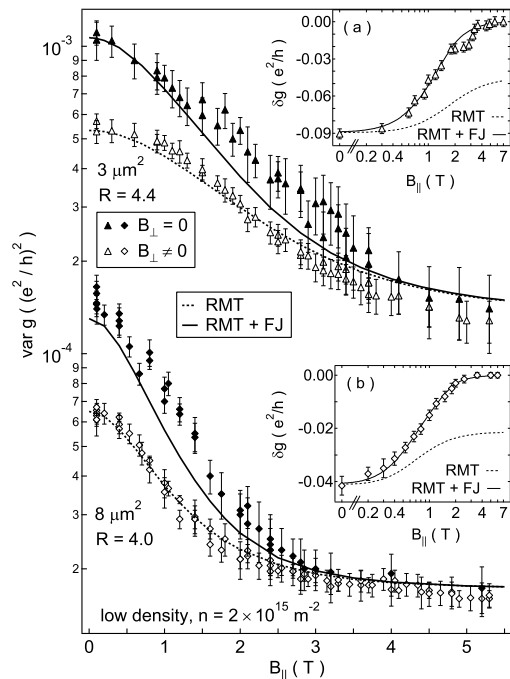 ( a )
0.00
-0.03
-0.06
-0.09
δg ( e²/h )
RMT
RMT + FJ
0 0.2 0.4 1 2 4 7
B∥ ( T )
10⁻³
9
8
7
6
5
4
3
2
10⁻⁴
9
8
7
6
5
4
3
2
var g ( (e² / h )²)
3 μm²
R = 4.4
B⊥ = 0
B⊥ ≠ 0
RMT
RMT + FJ
( b )
0.00
-0.02
-0.04
δg ( e²/h )
RMT
RMT + FJ
0 0.2 0.4 1 2 4 7
B∥ ( T )
8 μm²
R = 4.0
low density, n = 2 × 10¹⁵ m⁻²
0 1 2 3 4 5
B∥ ( T )